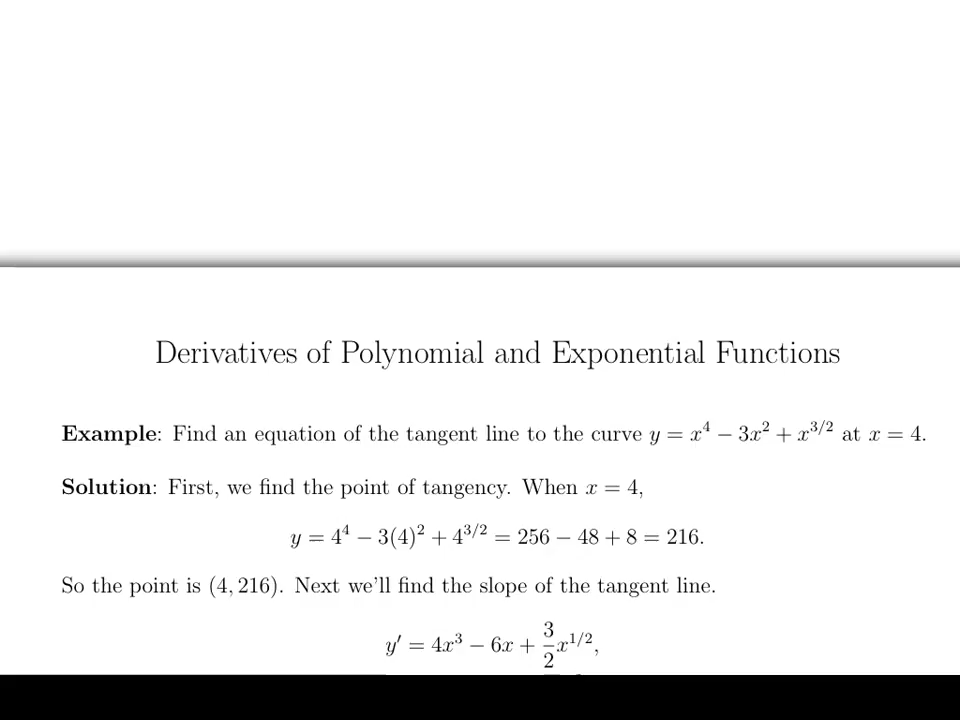 Derivatives of Polynomial and Exponential Functions
Example: Find an equation of the tangent line to the curve y = x^4 − 3x^2 + x^{3/2} at x = 4.
Solution: First, we find the point of tangency. When x = 4,
y = 4^4 − 3(4)^2 + 4^{3/2} = 256 − 48 + 8 = 216.
So the point is (4, 216). Next we'll find the slope of the tangent line.
y′ = 4x^3 − 6x + \frac{3}{2}x^{1/2},